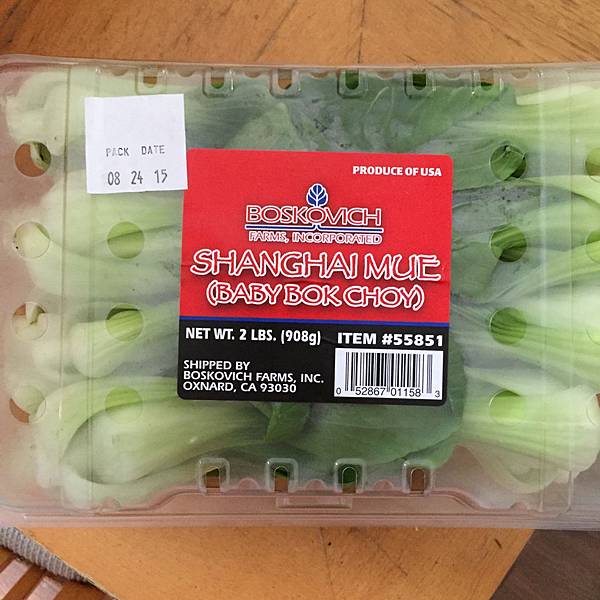 PACK DATE
08 24 15
PRODUCE OF USA
BOSKOVICH
FARMS, INCORPORATED
SHANGHAI MUE
(BABY BOK CHOY)
NET WT. 2 LBS. (908g) ITEM #55851
SHIPPED BY
BOSKOVICH FARMS, INC.
OXNARD, CA 93030
0 52867 01158 3